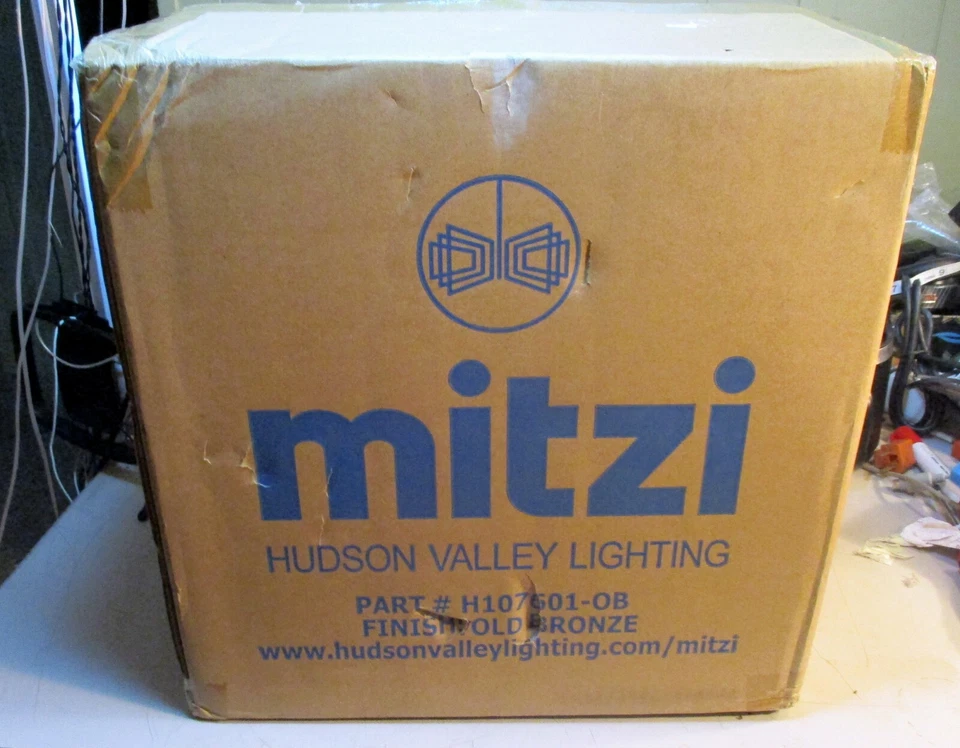 mitzi
HUDSON VALLEY LIGHTING
PART # H107601-OB
FINISH: OLD BRONZE
www.hudsonvalleylighting.com/mitzi